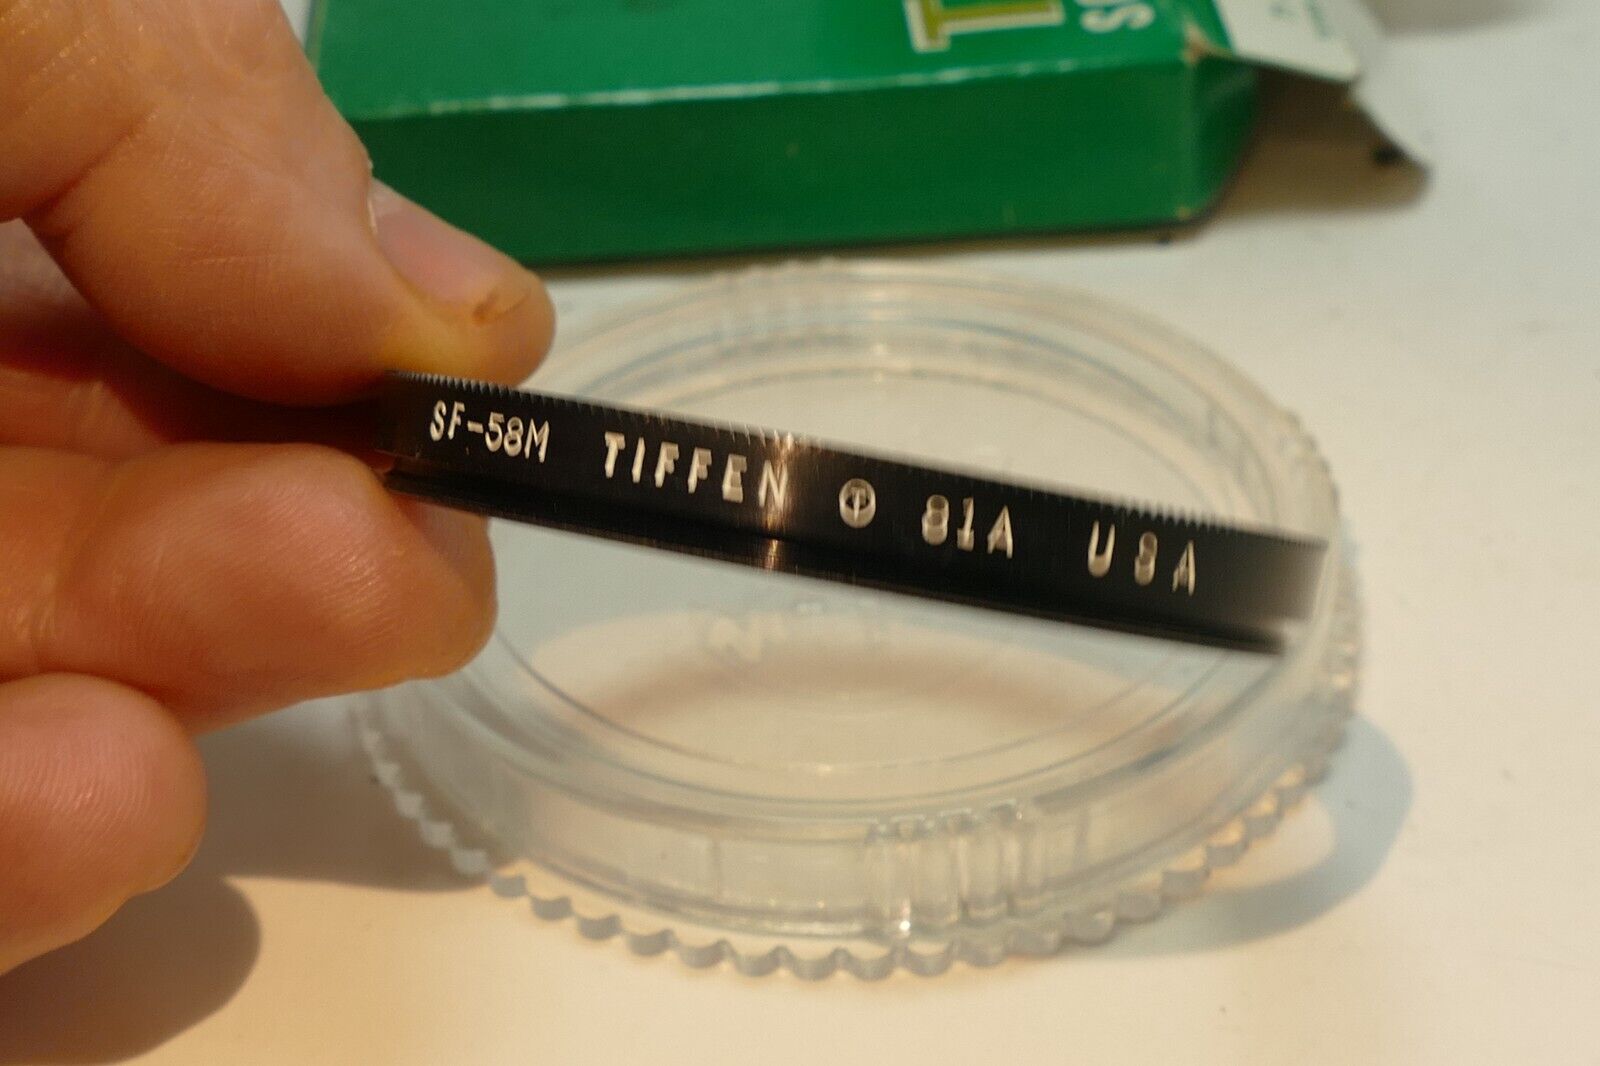 SF-58M TIFFEN Ⓣ 81A USA